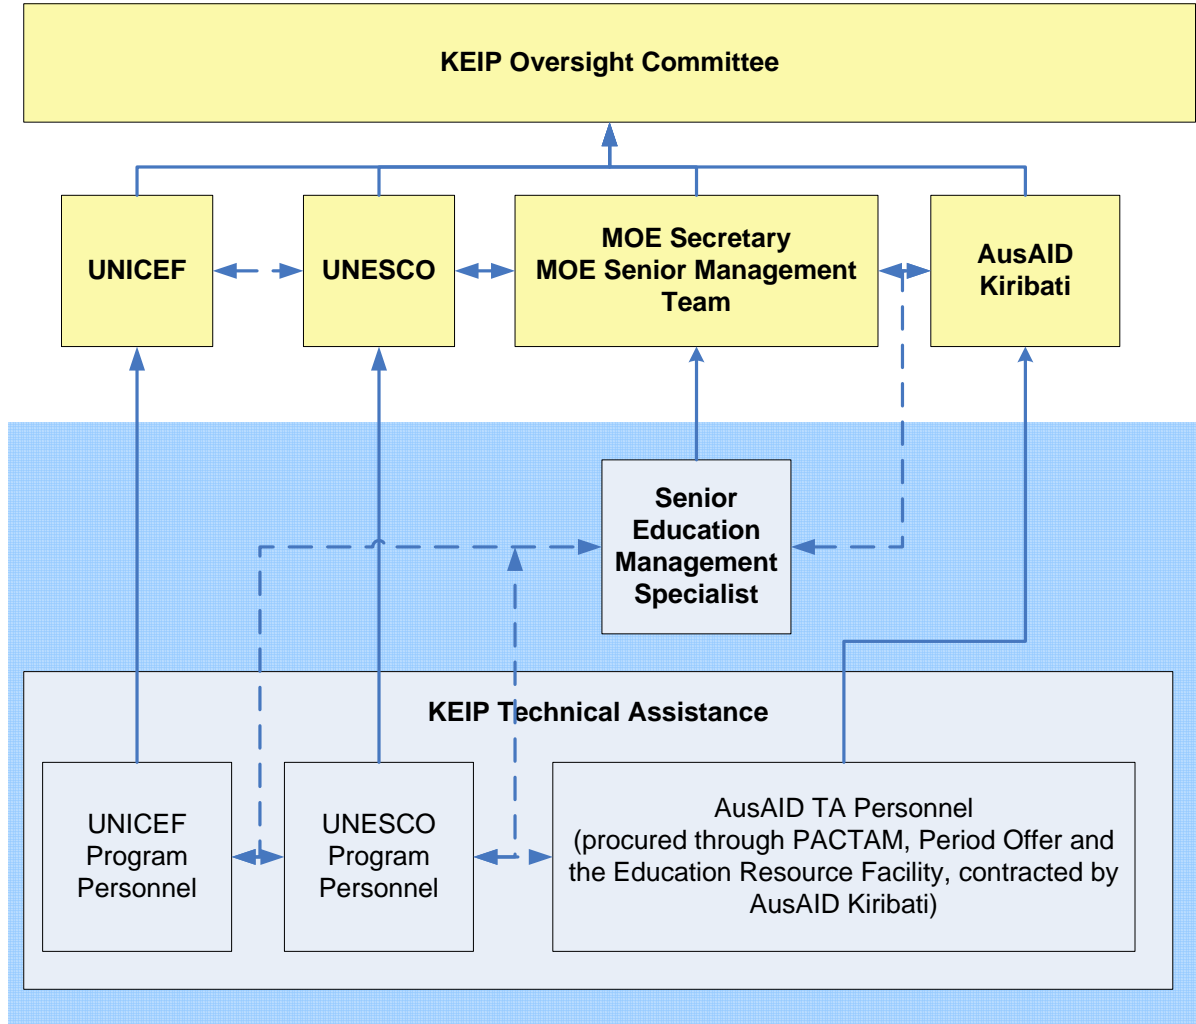 KEIP Oversight Committee
UNICEF
UNESCO
MOE Secretary
MOE Senior Management
Team
AusAID
Kiribati
Senior
Education
Management
Specialist
KEIP Technical Assistance
UNICEF
Program
Personnel
UNESCO
Program
Personnel
AusAID TA Personnel
(procured through PACTAM, Period Offer and
the Education Resource Facility, contracted by
AusAID Kiribati)